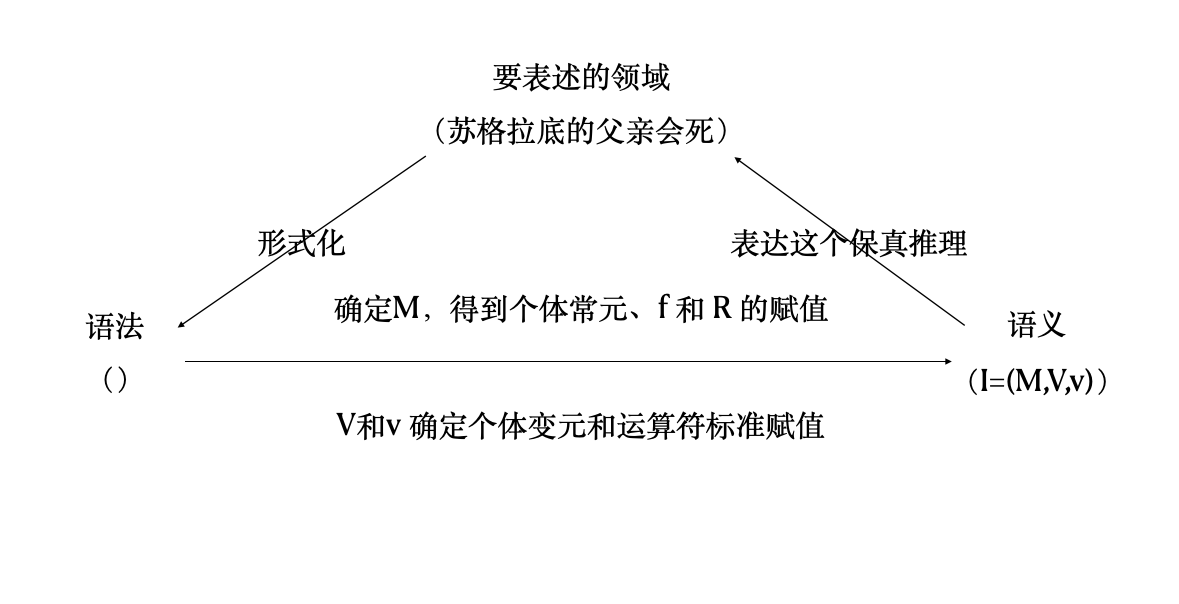 要表述的领域
（苏格拉底的父亲会死）
形式化
表达这个保真推理
确定M，得到个体常元、f 和 R 的赋值
语法
语义
（）
（I=(M,V,v)）
V和v 确定个体变元和运算符标准赋值